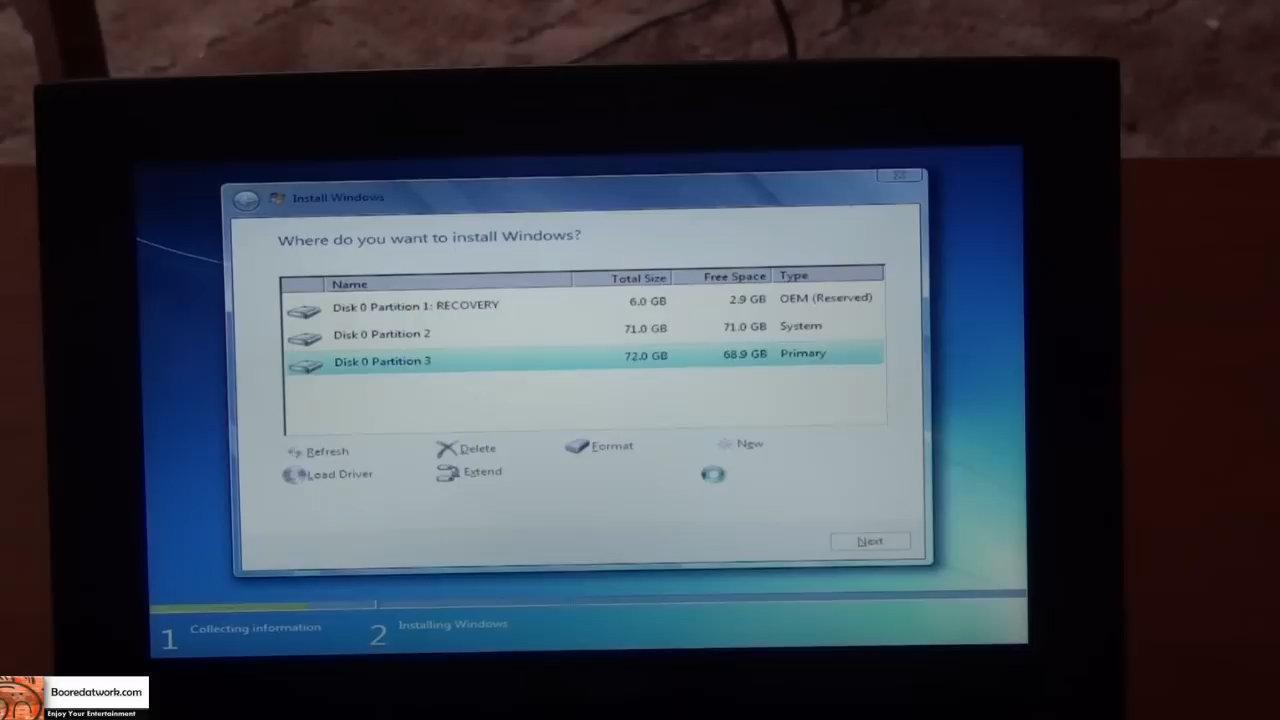 Install Windows
Where do you want to install Windows?
Name Total Size Free Space Type
Disk 0 Partition 1: RECOVERY 6.0 GB 2.9 GB OEM (Reserved)
Disk 0 Partition 2 71.0 GB 71.0 GB System
Disk 0 Partition 3 72.0 GB 68.9 GB Primary
Refresh Delete Format New
Load Driver Extend
Next
1 Collecting information 2 Installing Windows
Booredatwork.com
Enjoy Your Entertainment